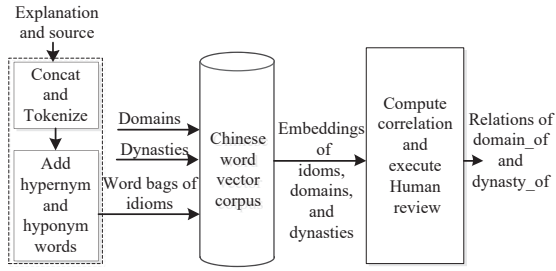 Explanation
and source
Concat
and
Tokenize
Add
hypernym
and
hyponym
words
Domains
Dynasties
Word bags of
idioms
Chinese
word
vector
corpus
Embeddings
of
idoms,
domains,
and
dynasties
Compute
correlation
and
execute
Human
review
Relations of
domain_of
and
dynasty_of